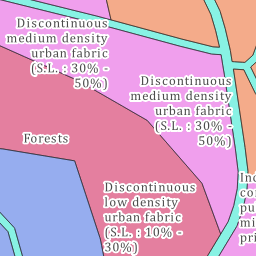 Discontinuous
medium density
urban fabric
(S.L. : 30% -
50%)
Discontinuous
medium density
urban fabric
(S.L. : 30% -
50%)
Forests
Discontinuous
low density
urban fabric
(S.L. : 10% -
30%)